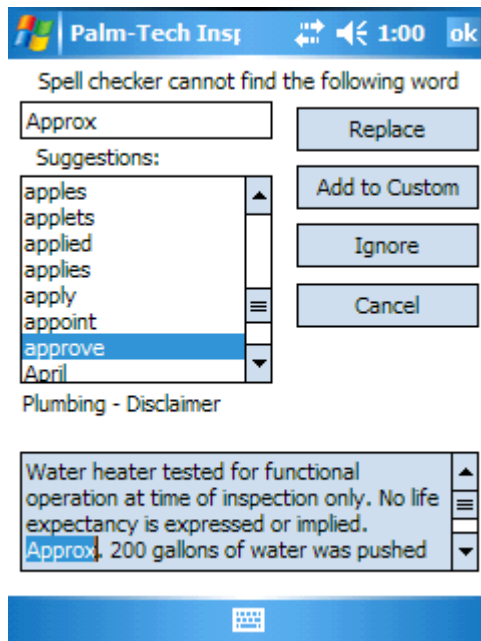 Palm-Tech Insp 1:00 ok
Spell checker cannot find the following word
Approx
Replace
Suggestions:
Add to Custom
apples
applets
applied
applies
apply
appoint
approve
April
Ignore
Cancel
Plumbing - Disclaimer
Water heater tested for functional
operation at time of inspection only. No life
expectancy is expressed or implied.
Approx. 200 gallons of water was pushed